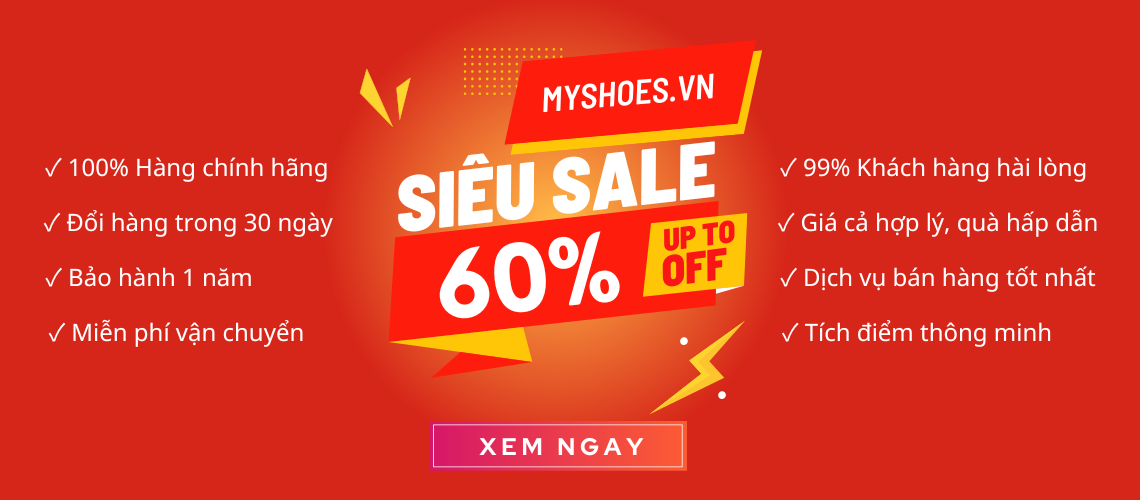 MYSHOES.VN
SIÊU SALE
60%
UP TO
OFF
✓ 100% Hàng chính hãng
✓ Đổi hàng trong 30 ngày
✓ Bảo hành 1 năm
✓ Miễn phí vận chuyển
✓ 99% Khách hàng hài lòng
✓ Giá cả hợp lý, quà hấp dẫn
✓ Dịch vụ bán hàng tốt nhất
✓ Tích điểm thông minh
XEM NGAY